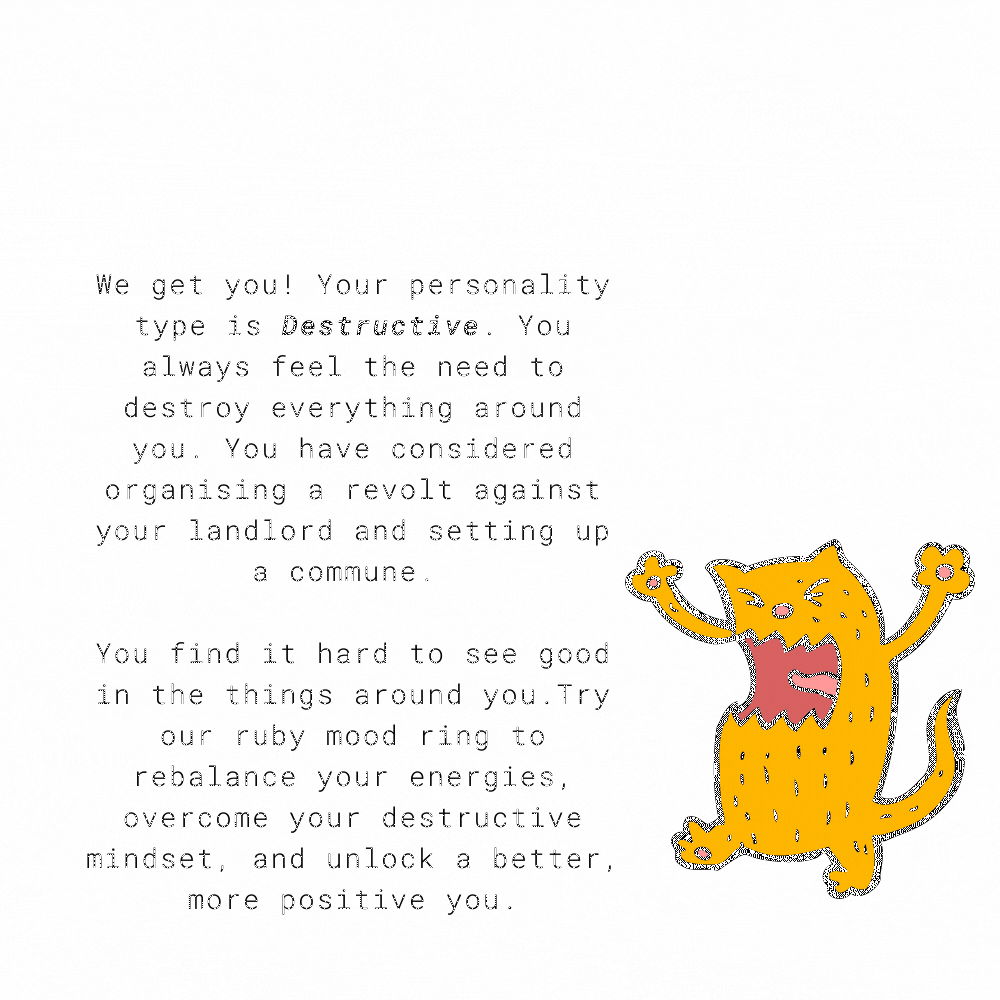 We get you! Your personality
type is Destructive. You
always feel the need to
destroy everything around
you. You have considered
organising a revolt against
your landlord and setting up
a commune.
You find it hard to see good
in the things around you.Try
our ruby mood ring to
rebalance your energies,
overcome your destructive
mindset, and unlock a better,
more positive you.